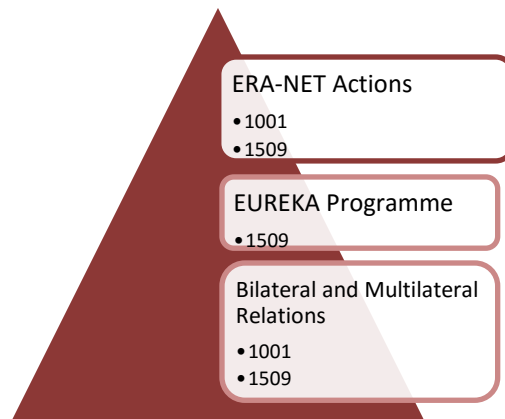 ERA-NET Actions
•1001
•1509
EUREKA Programme
•1509
Bilateral and Multilateral
Relations
•1001
•1509